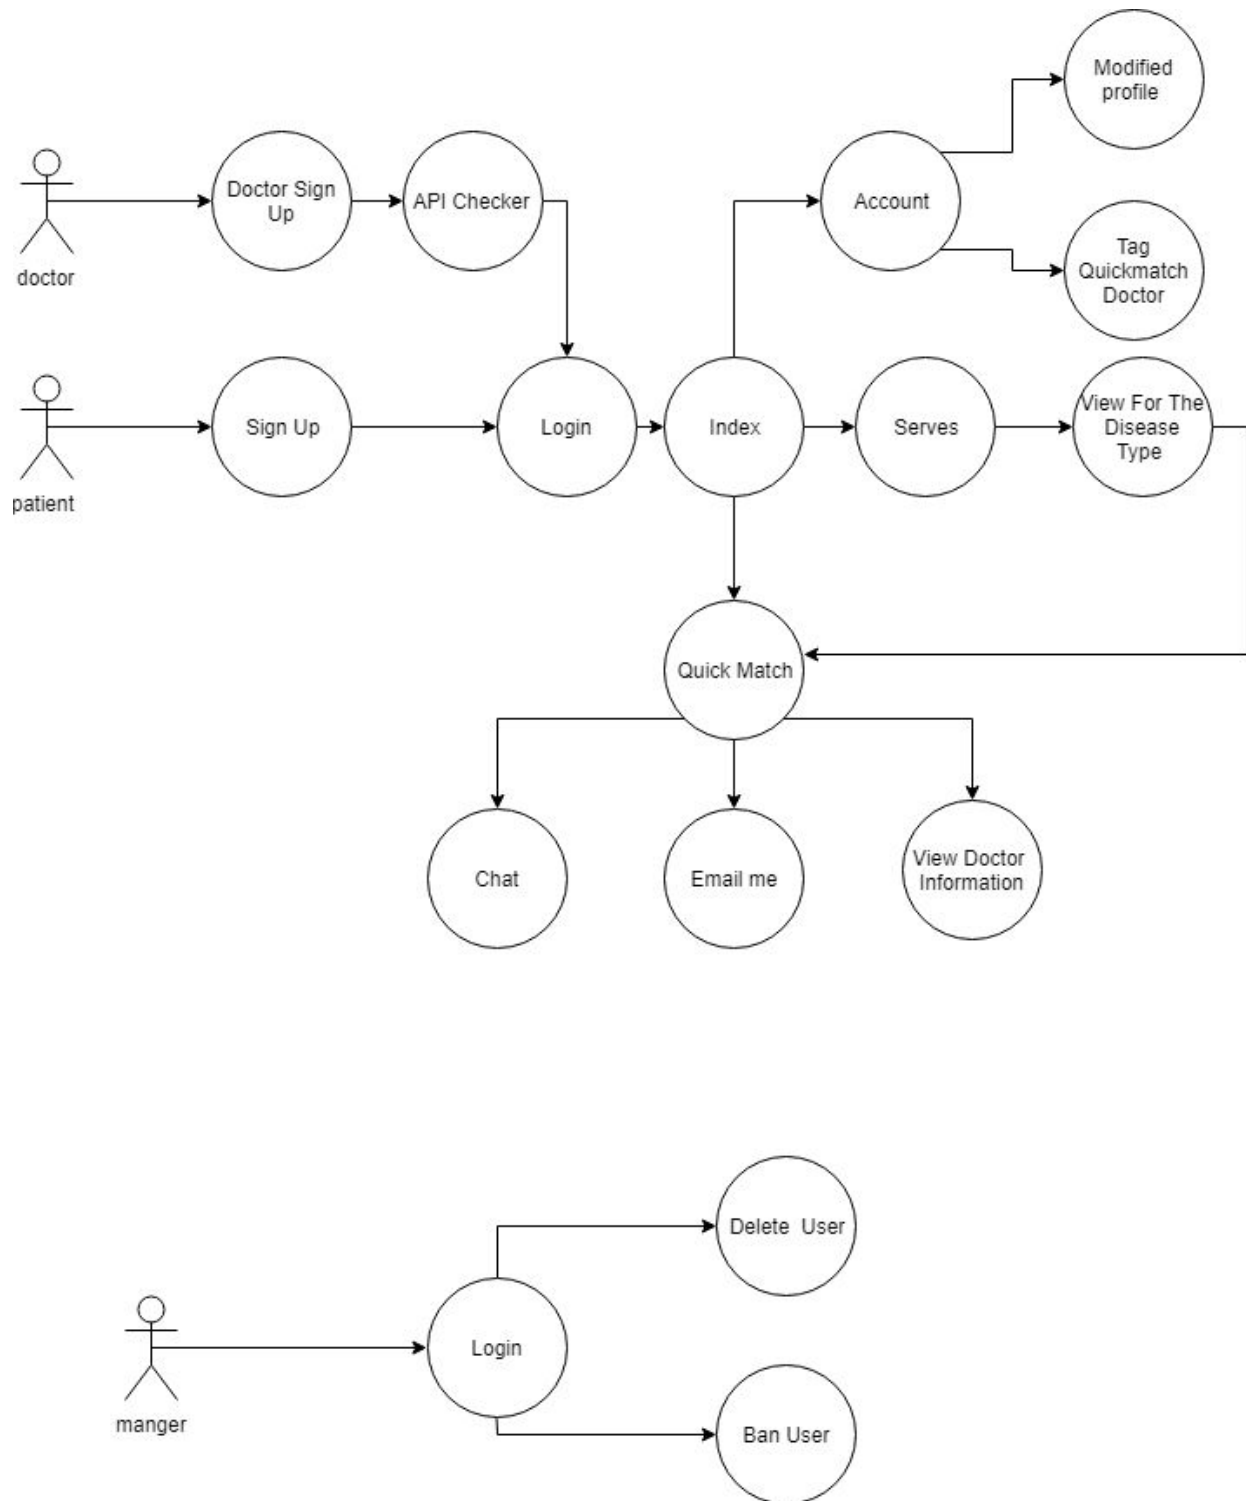 Modified
profile
Doctor Sign
Up
API Checker
Account
Tag
Quickmatch
Doctor
doctor
Sign Up
Login
Index
Serves
View For The
Disease
Type
patient
Quick Match
Chat
Email me
View Doctor
Information
Delete User
Login
manger
Ban User